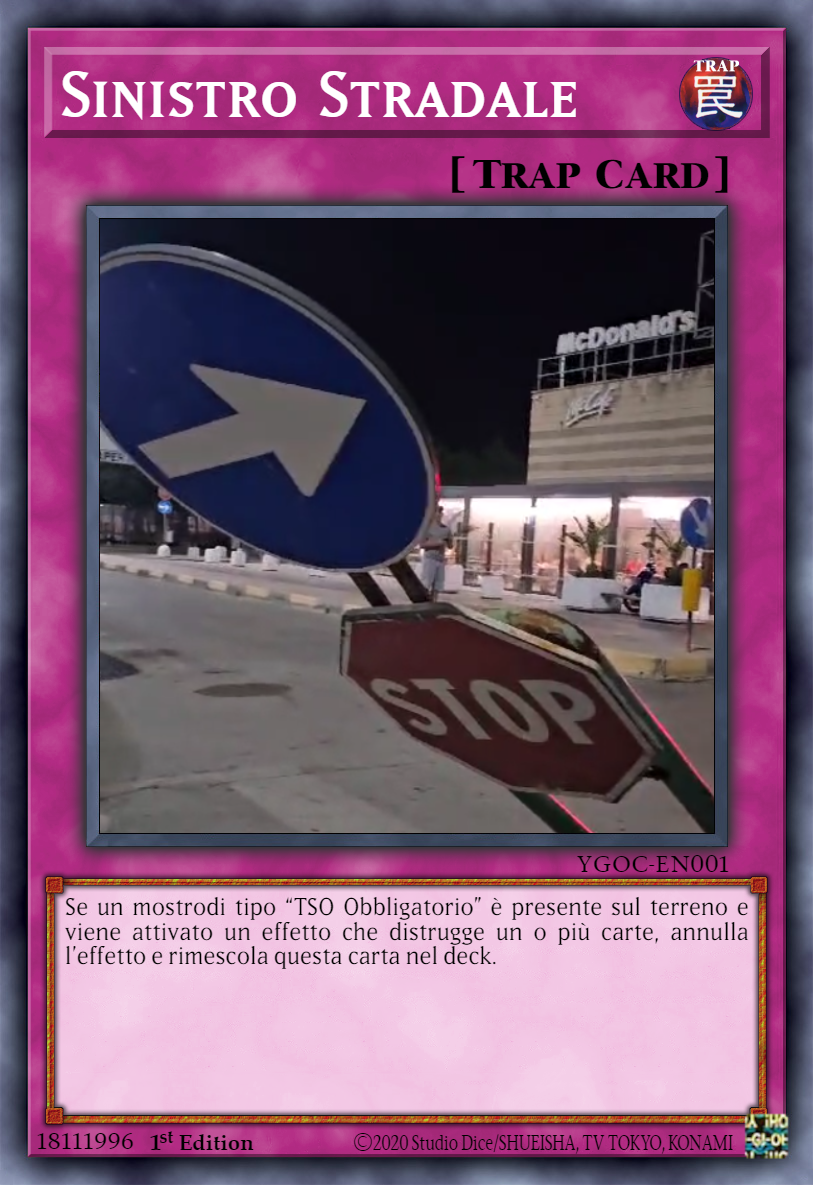 Sinistro Stradale
TRAP
罠
[Trap Card]
McDonald's
McCafé
STOP
YGOC-EN001
Se un mostrodi tipo “TSO Obbligatorio” è presente sul terreno e
viene attivato un effetto che distrugge un o più carte, annulla
l'effetto e rimescola questa carta nel deck.
18111996
1st Edition
©2020 Studio Dice/SHUEISHA, TV TOKYO, KONAMI